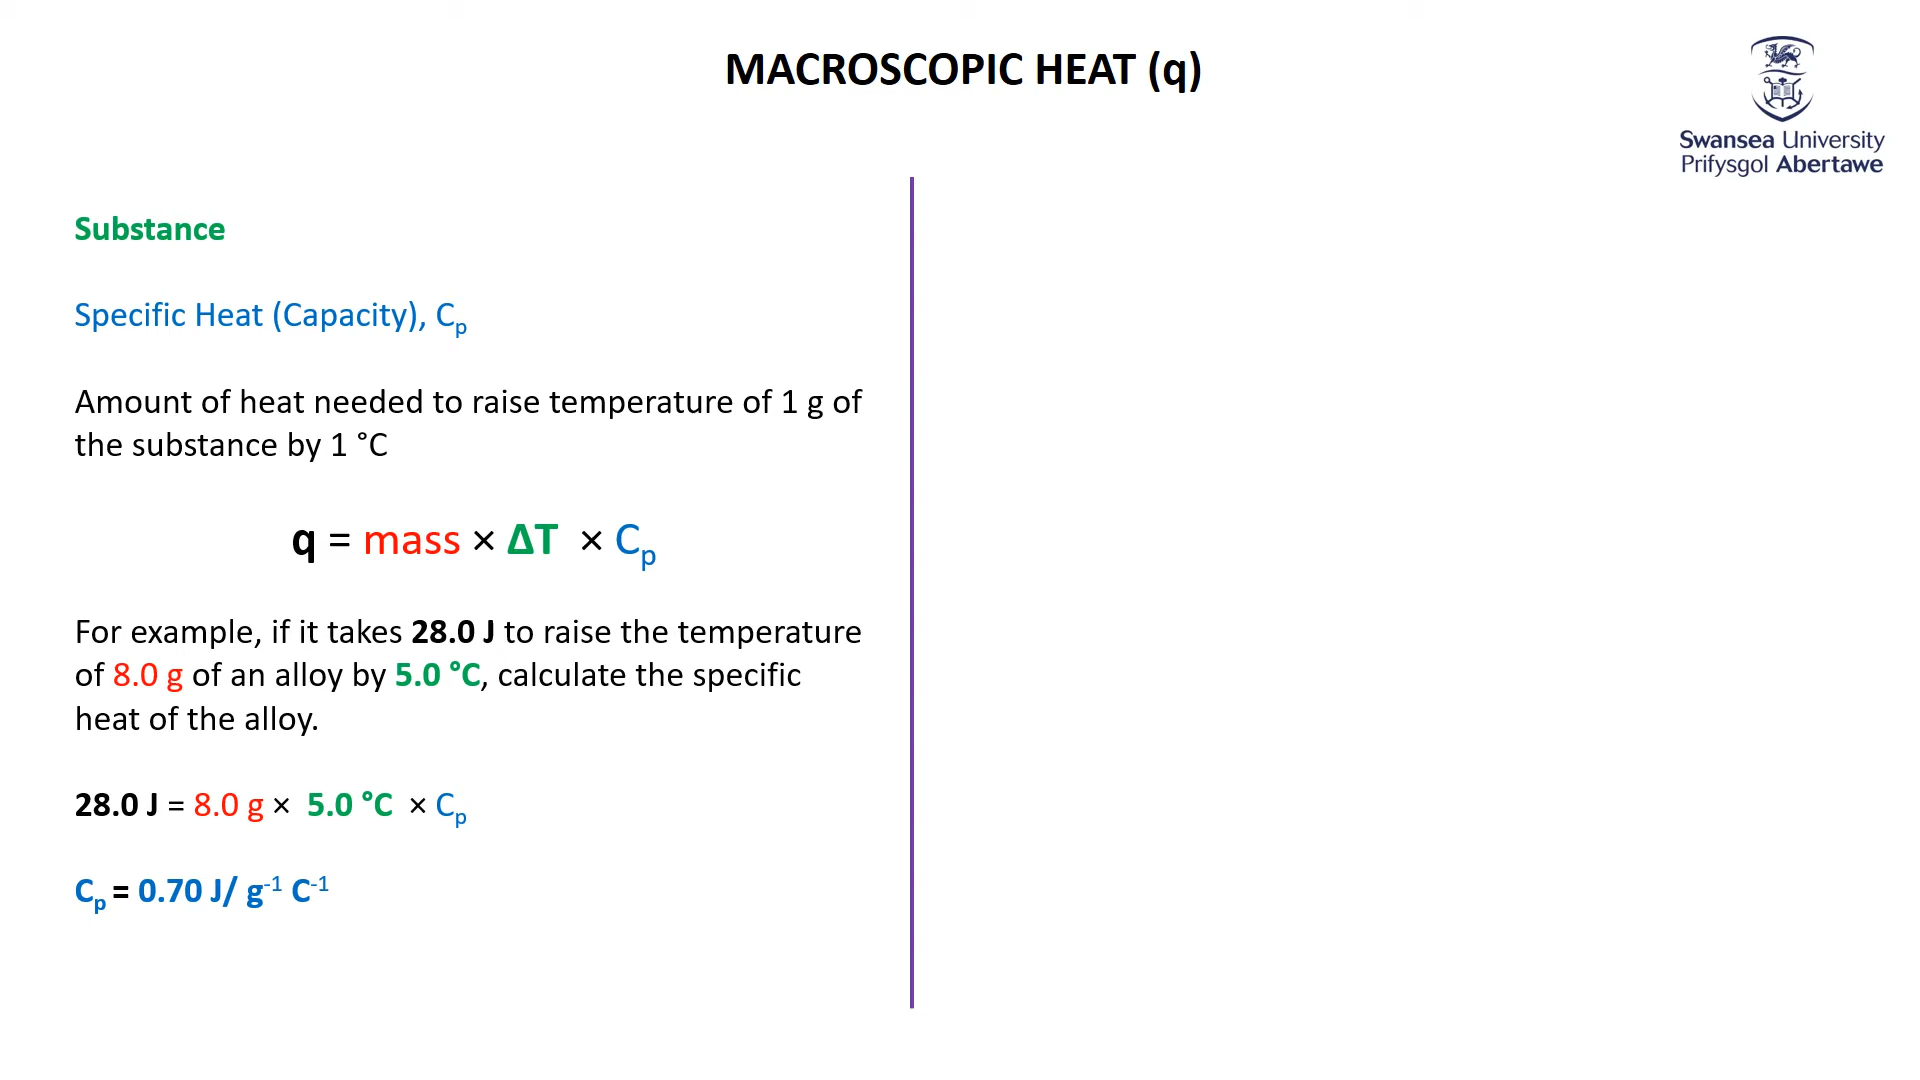 MACROSCOPIC HEAT (q)
Swansea University
Prifysgol Abertawe
Substance
Specific Heat (Capacity), Cp
Amount of heat needed to raise temperature of 1 g of
the substance by 1 °C
q = mass × ΔT × Cp
For example, if it takes 28.0 J to raise the temperature
of 8.0 g of an alloy by 5.0 °C, calculate the specific
heat of the alloy.
28.0 J = 8.0 g × 5.0 °C × Cp
Cp = 0.70 J/ g⁻¹ C⁻¹